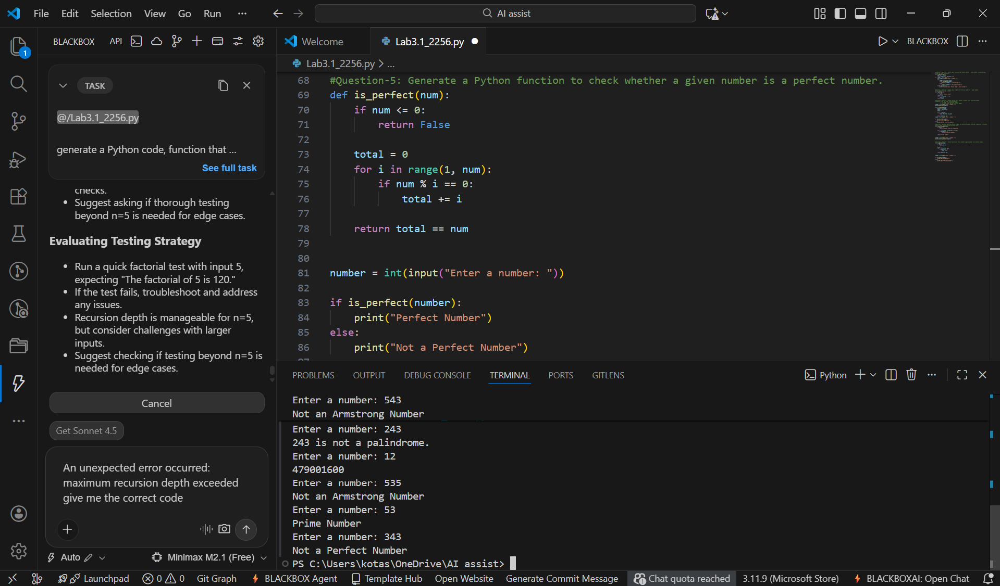 File Edit Selection View Go Run ... AI assist
BLACKBOX API
1
TASK
@/Lab3.1_2256.py
generate a Python code, function that ...
See full task
checks.
• Suggest asking if thorough testing
beyond n=5 is needed for edge cases.
Evaluating Testing Strategy
• Run a quick factorial test with input 5,
expecting "The factorial of 5 is 120."
• If the test fails, troubleshoot and address
any issues.
• Recursion depth is manageable for n=5,
but consider challenges with larger
inputs.
• Suggest checking if testing beyond n=5 is
needed for edge cases.
Cancel
Get Sonnet 4.5
An unexpected error occurred:
maximum recursion depth exceeded
give me the correct code
Auto
Minimax M2.1 (Free)
Welcome Lab3.1_2256.py
BLACKBOX
Lab3.1_2256.py > ...
68 #Question-5: Generate a Python function to check whether a given number is a perfect number.
69 def is_perfect(num):
70 if num <= 0:
71 return False
72
73 total = 0
74 for i in range(1, num):
75 if num % i == 0:
76 total += i
77
78 return total == num
79
80
81 number = int(input("Enter a number: "))
82
83 if is_perfect(number):
84 print("Perfect Number")
85 else:
86 print("Not a Perfect Number")
87
PROBLEMS OUTPUT DEBUG CONSOLE TERMINAL PORTS GITLENS
Python
Enter a number: 543
Not an Armstrong Number
Enter a number: 243
243 is not a palindrome.
Enter a number: 12
479001600
Enter a number: 535
Not an Armstrong Number
Enter a number: 53
Prime Number
Enter a number: 343
Not a Perfect Number
PS C:\Users\kotas\OneDrive\AI assist>
Launchpad 0 0 Git Graph BLACKBOX Agent Template Hub Open Website Generate Commit Message Chat quota reached 3.11.9 (Microsoft Store) BLACKBOXAI: Open Chat